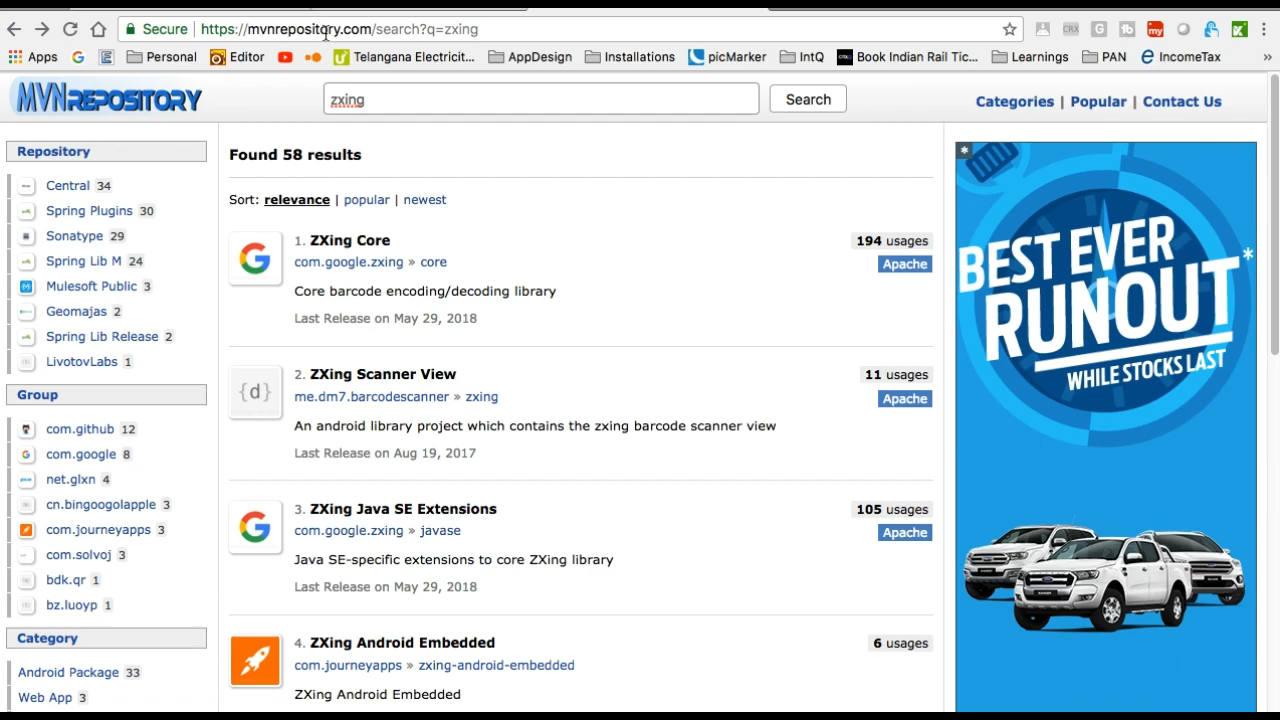 Secure https://mvnrepository.com/search?q=zxing
CRX
my
Apps
Personal
Editor
Telangana Electricit...
AppDesign
Installations
picMarker
IntQ
Book Indian Rail Tic...
Learnings
PAN
IncomeTax
»
MVNREPOSITORY
zxing
Search
Categories | Popular | Contact Us
Repository
Central 34
Spring Plugins 30
Sonatype 29
Spring Lib M 24
Mulesoft Public 3
Geomajas 2
Spring Lib Release 2
LivotovLabs 1
Group
com.github 12
com.google 8
net.glxn 4
cn.bingoogolapple 3
com.journeyapps 3
com.solvoj 3
bdk.qr 1
bz.luoyp 1
Category
Android Package 33
Web App 3
Found 58 results
Sort: relevance | popular | newest
1. ZXing Core
194 usages
com.google.zxing » core
Apache
Core barcode encoding/decoding library
Last Release on May 29, 2018
{d}
2. ZXing Scanner View
11 usages
me.dm7.barcodescanner » zxing
Apache
An android library project which contains the zxing barcode scanner view
Last Release on Aug 19, 2017
3. ZXing Java SE Extensions
105 usages
com.google.zxing » javase
Apache
Java SE-specific extensions to core ZXing library
Last Release on May 29, 2018
4. ZXing Android Embedded
6 usages
com.journeyapps » zxing-android-embedded
ZXing Android Embedded
*
BEST EVER
RUNOUT*
WHILE STOCKS LAST